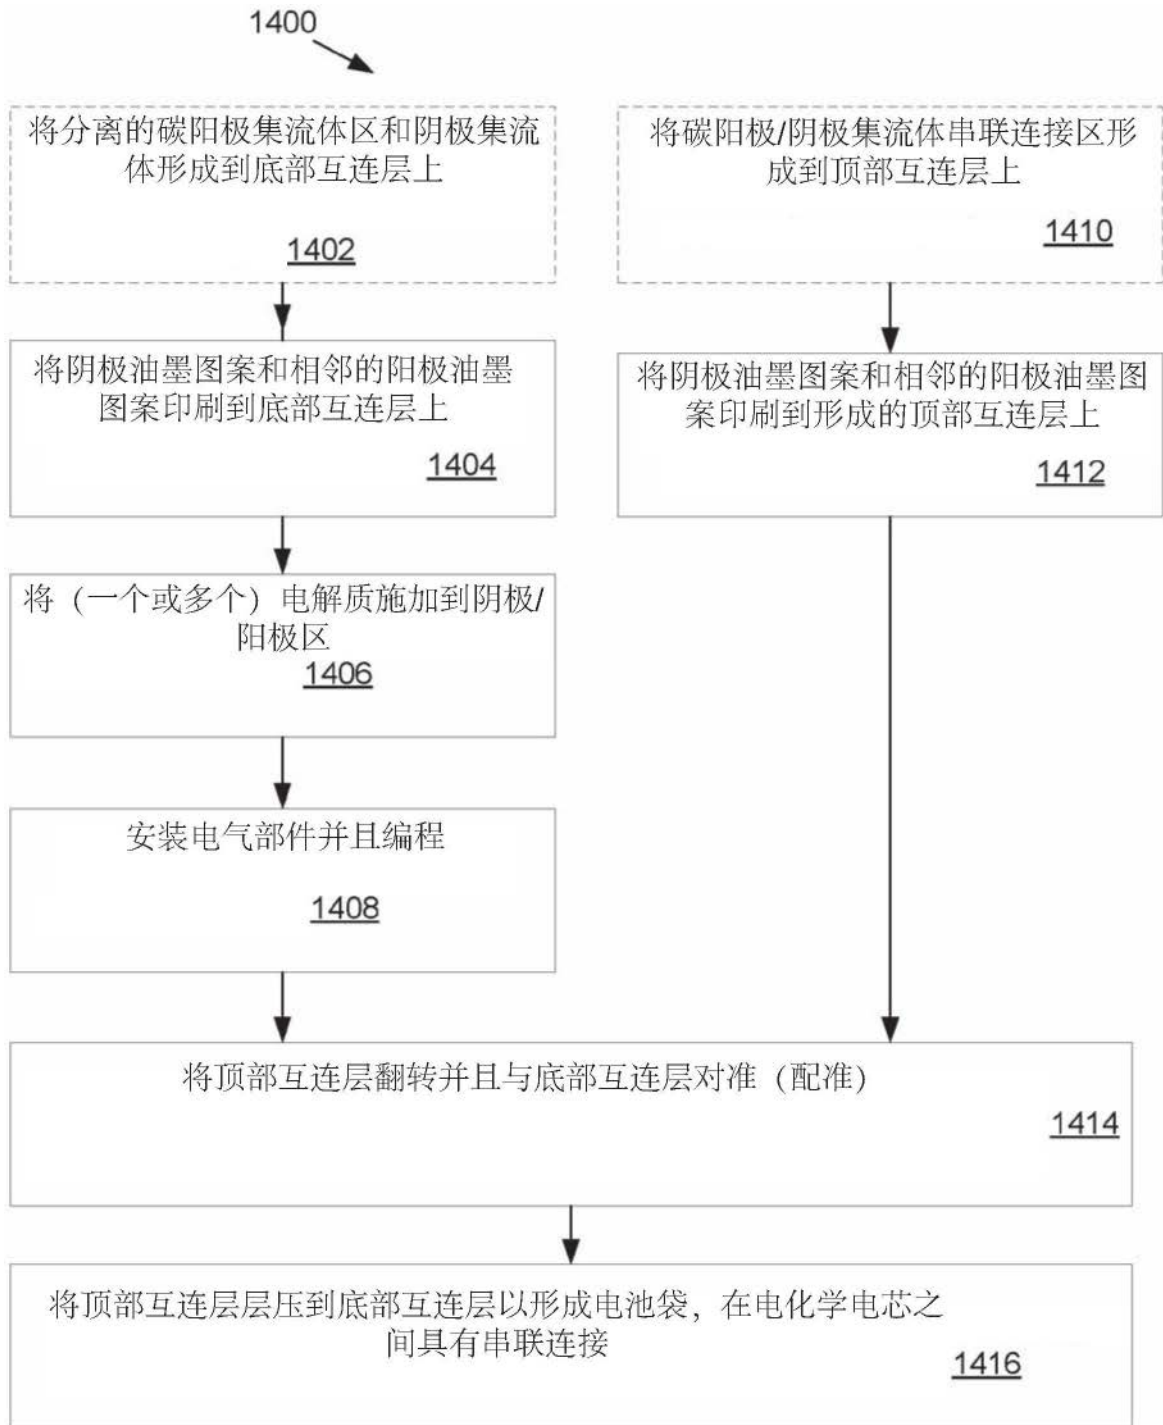 1400
将分离的碳阳极集流体区和阴极集流
体形成到底部互连层上
1402
将阴极油墨图案和相邻的阳极油墨
图案印刷到底部互连层上
1404
将（一个或多个）电解质施加到阴极/
阳极区
1406
安装电气部件并且编程
1408
将碳阳极/阴极集流体串联连接区形
成到顶部互连层上
1410
将阴极油墨图案和相邻的阳极油墨图
案印刷到形成的顶部互连层上
1412
将顶部互连层翻转并且与底部互连层对准（配准）
1414
将顶部互连层层压到底部互连层以形成电池袋，在电化学电芯之
间具有串联连接
1416